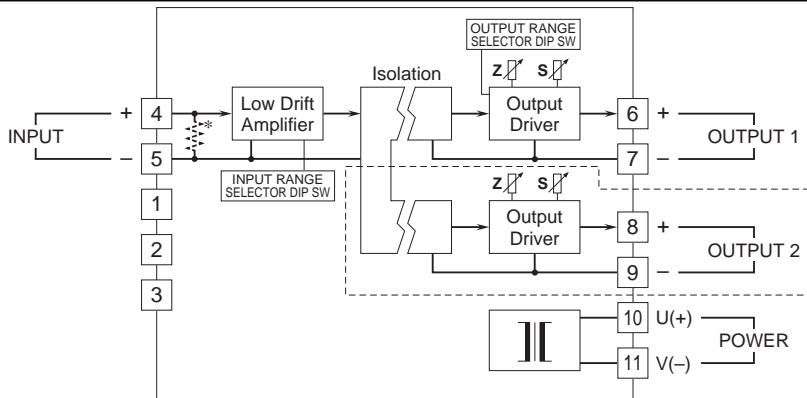 OUTPUT RANGE
SELECTOR DIP SW
Isolation
Z
S
+
4
*
Low Drift
Amplifier
Output
Driver
6
+
INPUT
OUTPUT 1
–
5
7
–
INPUT RANGE
SELECTOR DIP SW
Z
S
1
Output
Driver
8
+
2
OUTPUT 2
9
–
3
10
U(+)
POWER
11
V(–)